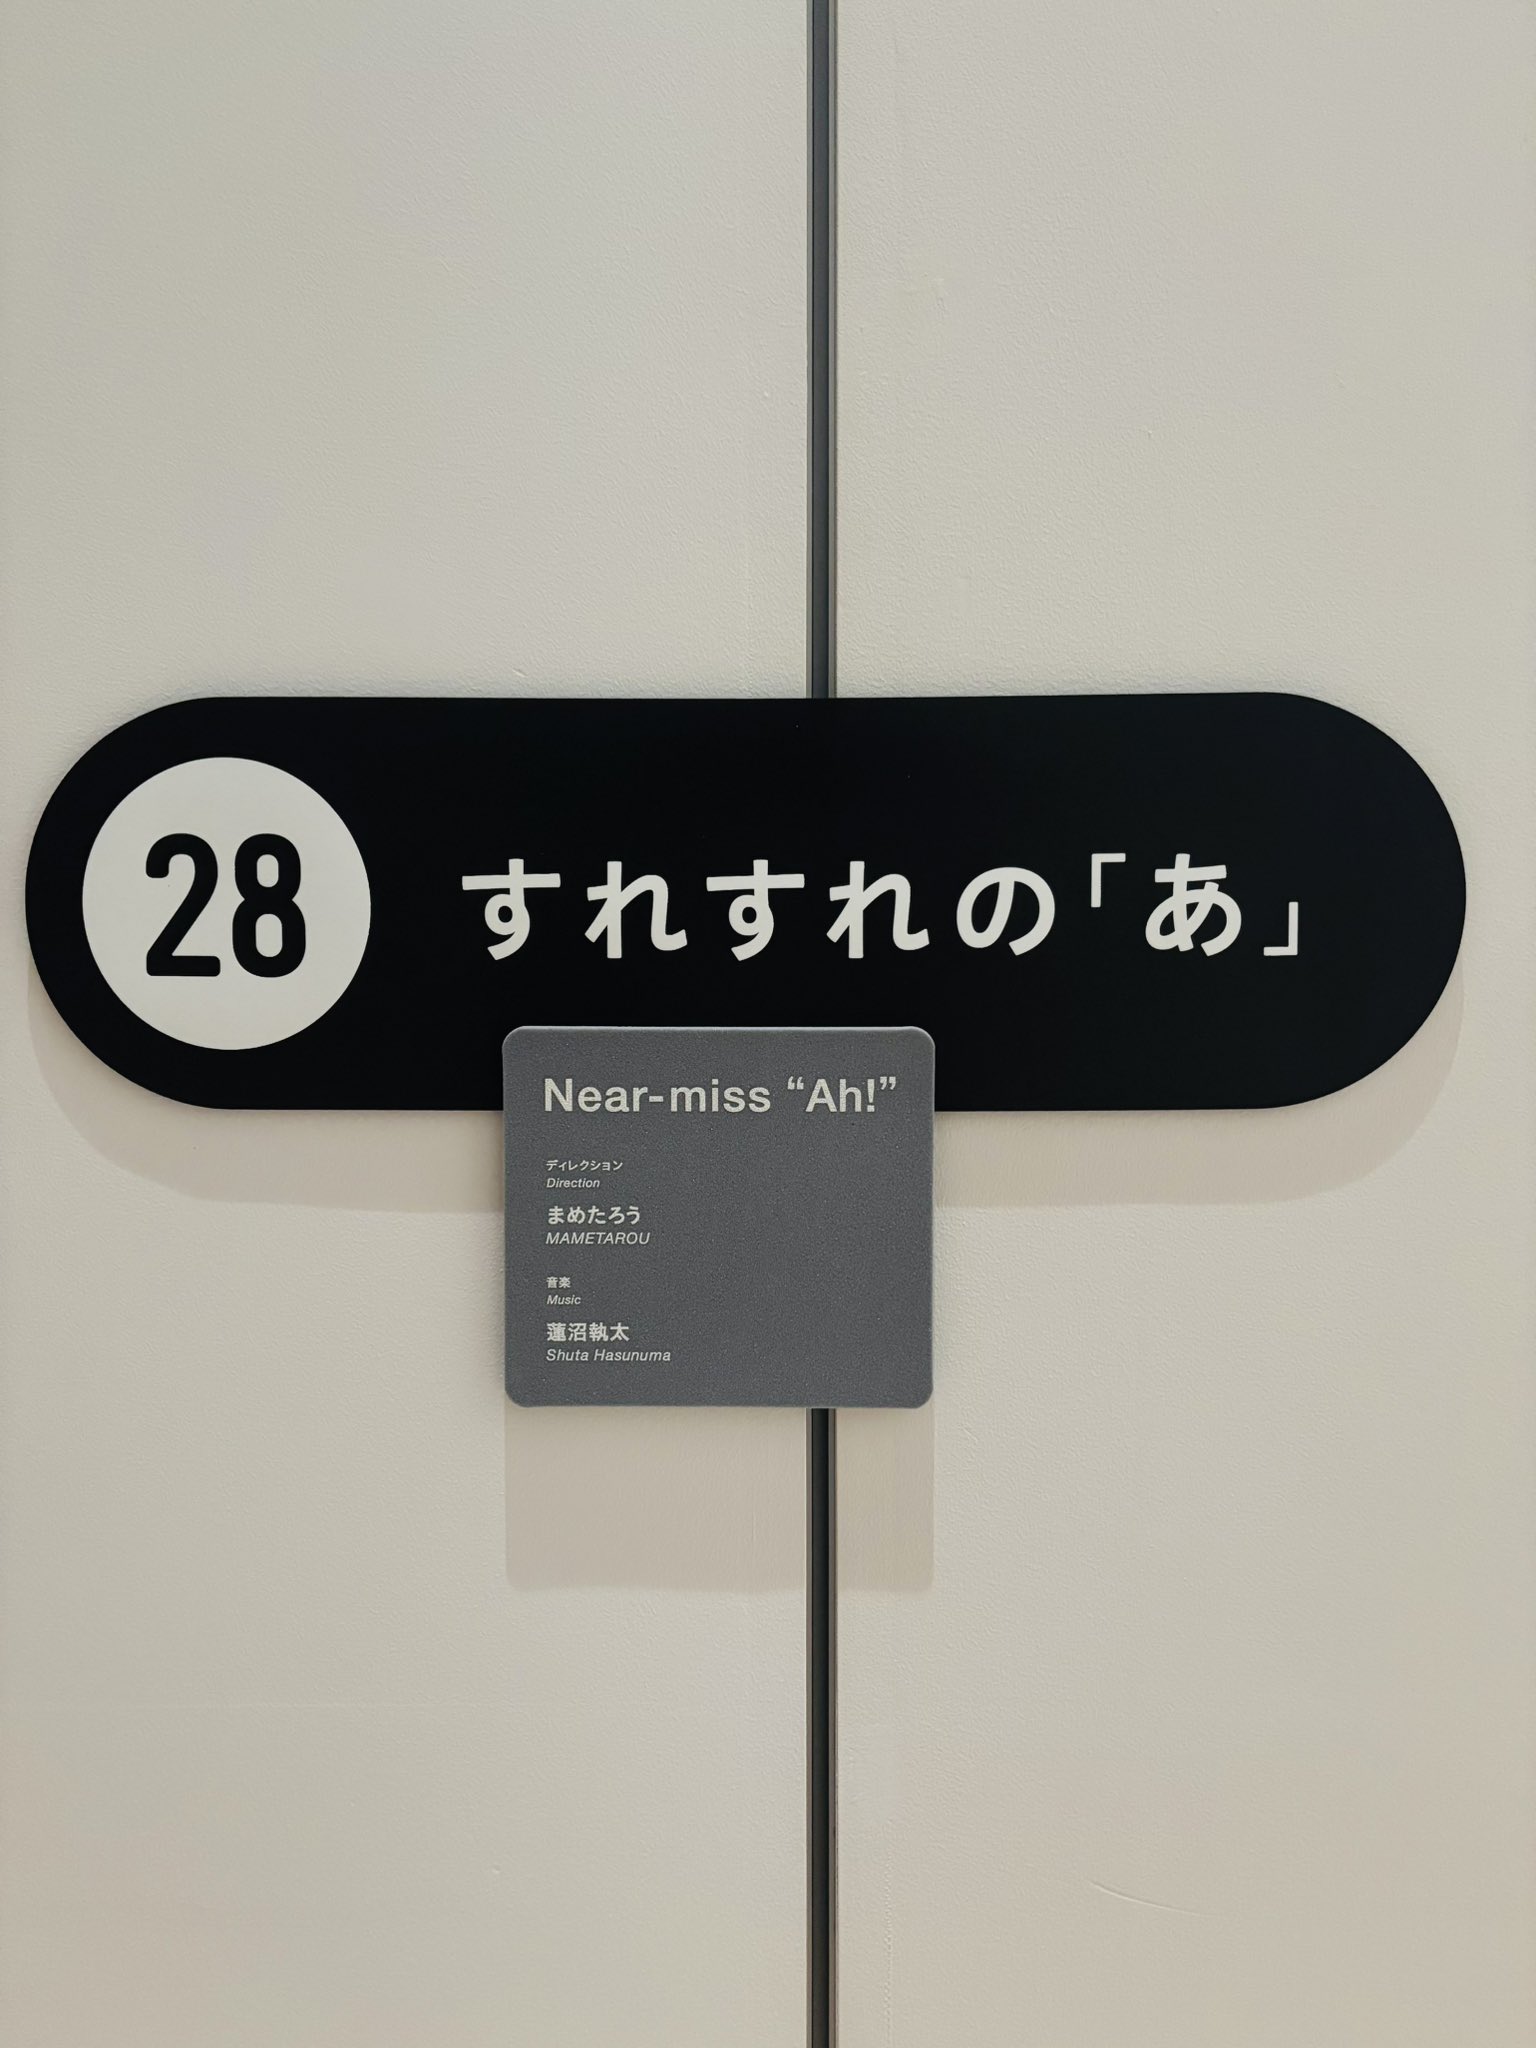 28 すれすれの「あ」
Near-miss “Ah!”
ディレクション
Direction
まめたろう
MAMETAROU
音楽
Music
蓮沼執太
Shuta Hasunuma